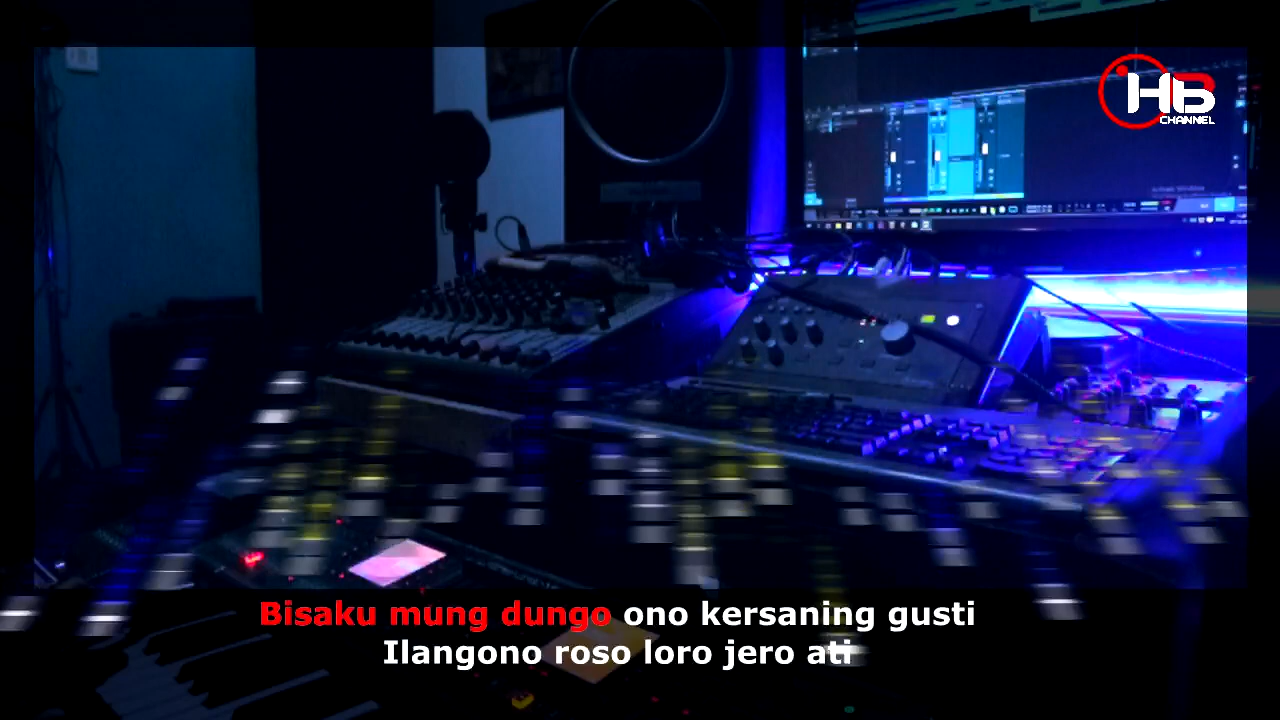 HB
CHANNEL
Bisaku mung dungo ono kersaning gusti
Ilangono roso loro jero ati